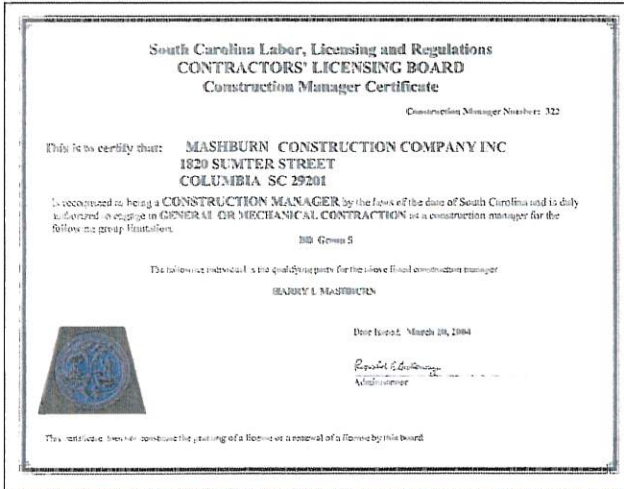 South Carolina Labor, Licensing and Regulations
CONTRACTORS' LICENSING BOARD
Construction Manager Certificate
Construction Manager Number: 322
This is to certify that: MASHBURN CONSTRUCTION COMPANY INC
1820 SUMTER STREET
COLUMBIA SC 29201
is recognized as being a CONSTRUCTION MANAGER by the laws of the state of South Carolina and is duly
authorized to engage in GENERAL OR MECHANICAL CONTRACTION as a construction manager for the
following group limitation.
Group 5
The following individual is the qualifying party for the above listed construction manager
HARRY L MASHBURN
Date Issued: March 10, 2004
Administrator
This certificate does not constitute the granting of a license or a renewal of a license by this board